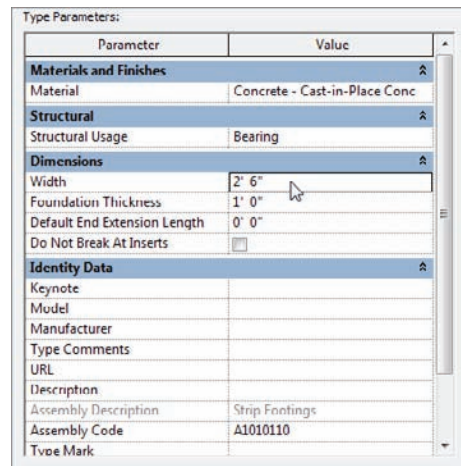 Type Parameters:
Parameter Value
Materials and Finishes
Material Concrete - Cast-in-Place Conc
Structural
Structural Usage Bearing
Dimensions
Width 2' 6"
Foundation Thickness 1' 0"
Default End Extension Length 0' 0"
Do Not Break At Inserts
Identity Data
Keynote
Model
Manufacturer
Type Comments
URL
Description
Assembly Description Strip Footings
Assembly Code A1010110
Type Mark